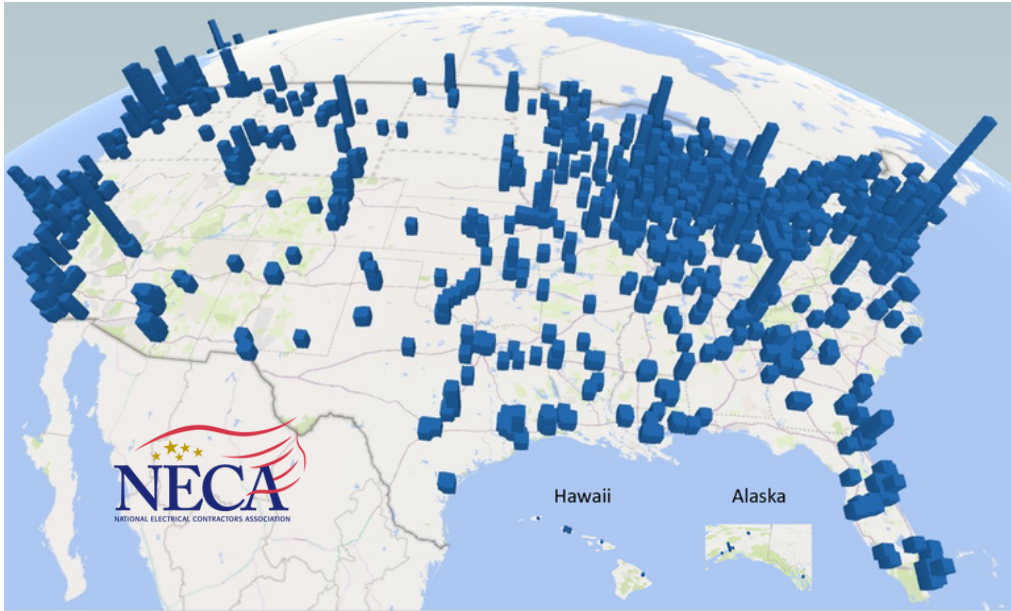 Hawaii
Alaska
NECA
NATIONAL ELECTRICAL CONTRACTORS ASSOCIATION